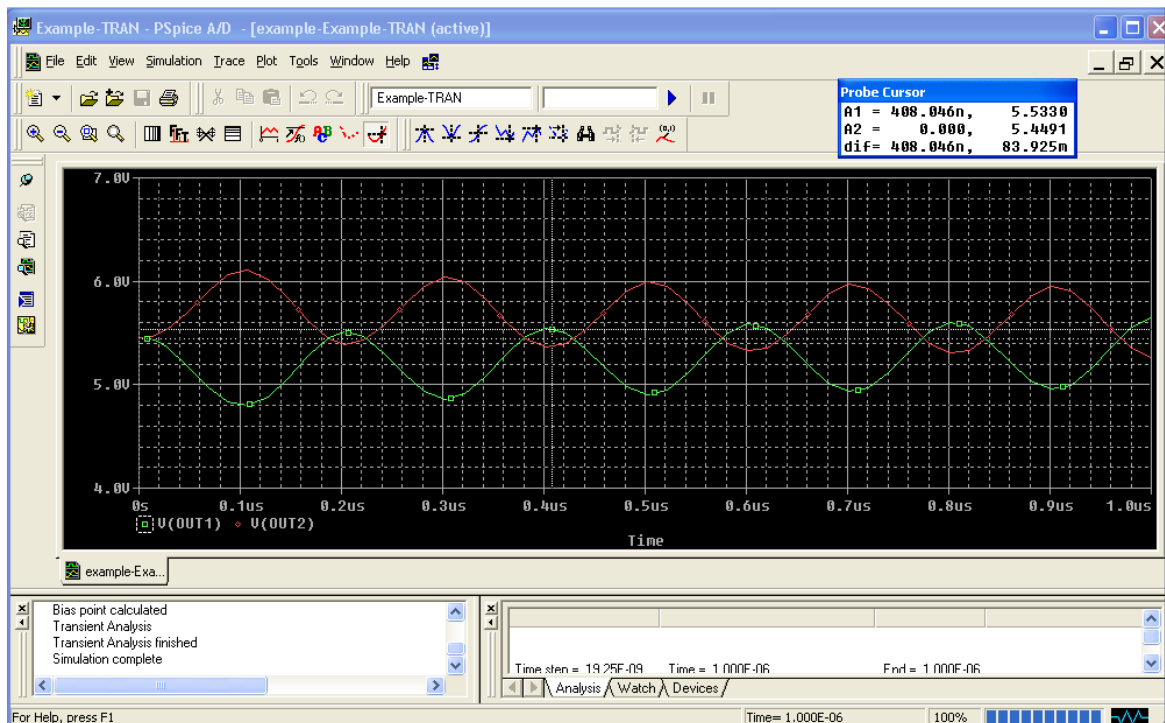 Example-TRAN - PSpice A/D - [example-Example-TRAN (active)]
File Edit View Simulation Trace Plot Tools Window Help
Example-TRAN
Probe Cursor
A1 = 408.046n, 5.5330
A2 = 0.000, 5.4491
dif= 408.046n, 83.925m
7.0V
6.0V
5.0V
4.0V
0s 0.1us 0.2us 0.3us 0.4us 0.5us 0.6us 0.7us 0.8us 0.9us 1.0us
V(OUT1) V(OUT2)
Time
example-Exa...
Bias point calculated
Transient Analysis
Transient Analysis finished
Simulation complete
Time step = 19.25E-09 Time = 1.000E-06 End = 1.000E-06
Analysis Watch Devices
For Help, press F1 Time= 1.000E-06 100%